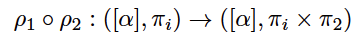 ρ₁ ∘ ρ₂ : ([α], πᵢ) → ([α], πᵢ × π₂)